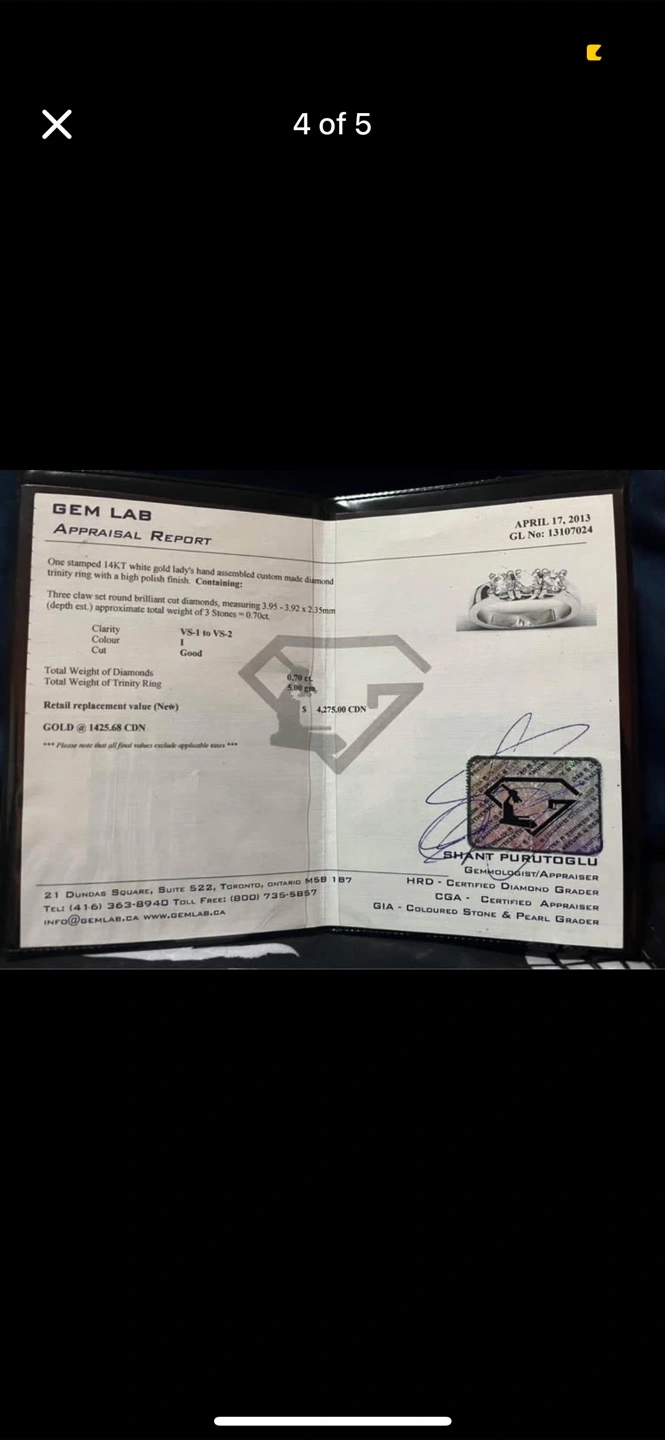 4 of 5
GEM LAB
APPRAISAL REPORT
APRIL 17, 2013
GL No: 13107024
One stamped 14KT white gold lady's hand assembled custom made diamond
trinity ring with a high polish finish. Containing:
Three claw set round brilliant cut diamonds, measuring 3.95 - 3.92 x 2.35mm
(depth est.) approximate total weight of 3 Stones = 0.70ct.
Clarity VS-1 to VS-2
Colour I
Cut Good
Total Weight of Diamonds 0.70 ct.
Total Weight of Trinity Ring 5.00 gm.
Retail replacement value (New) $ 4,275.00 CDN
GOLD @ 1425.68 CDN
*** Please note that all final values exclude applicable taxes ***
SHANT PURUTOGLU
GEMMOLOGIST/APPRAISER
HRD - CERTIFIED DIAMOND GRADER
CGA - CERTIFIED APPRAISER
GIA - COLOURED STONE & PEARL GRADER
21 DUNDAS SQUARE, SUITE 522, TORONTO, ONTARIO M5B 1B7
TEL: (416) 363-8940 TOLL FREE: (800) 735-5857
INFO@GEMLAB.CA WWW.GEMLAB.CA